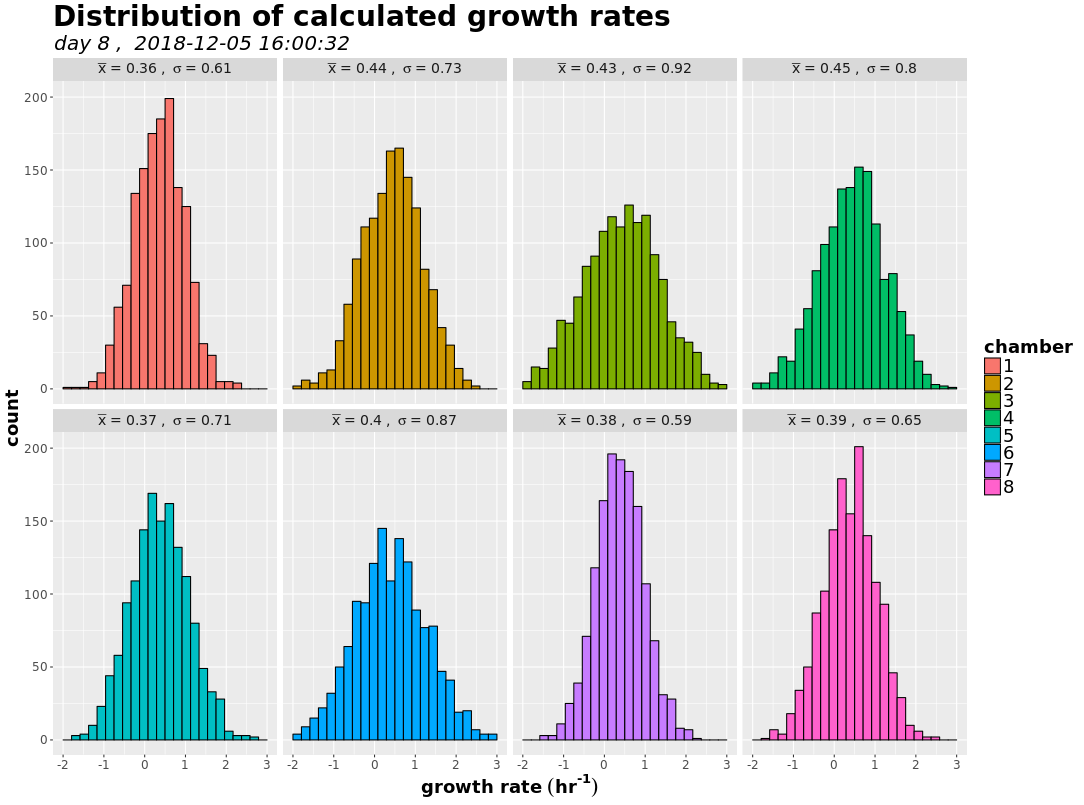 Distribution of calculated growth rates
day 8 ,  2018-12-05 16:00:32
x̅ = 0.36 ,  σ = 0.61
x̅ = 0.44 ,  σ = 0.73
x̅ = 0.43 ,  σ = 0.92
x̅ = 0.45 ,  σ = 0.8
200
150
100
50
0
x̅ = 0.37 ,  σ = 0.71
x̅ = 0.4 ,  σ = 0.87
x̅ = 0.38 ,  σ = 0.59
x̅ = 0.39 ,  σ = 0.65
200
150
100
50
0
-2 -1 0 1 2 3
-2 -1 0 1 2 3
-2 -1 0 1 2 3
-2 -1 0 1 2 3
count
growth rate (hr⁻¹)
chamber
1
2
3
4
5
6
7
8